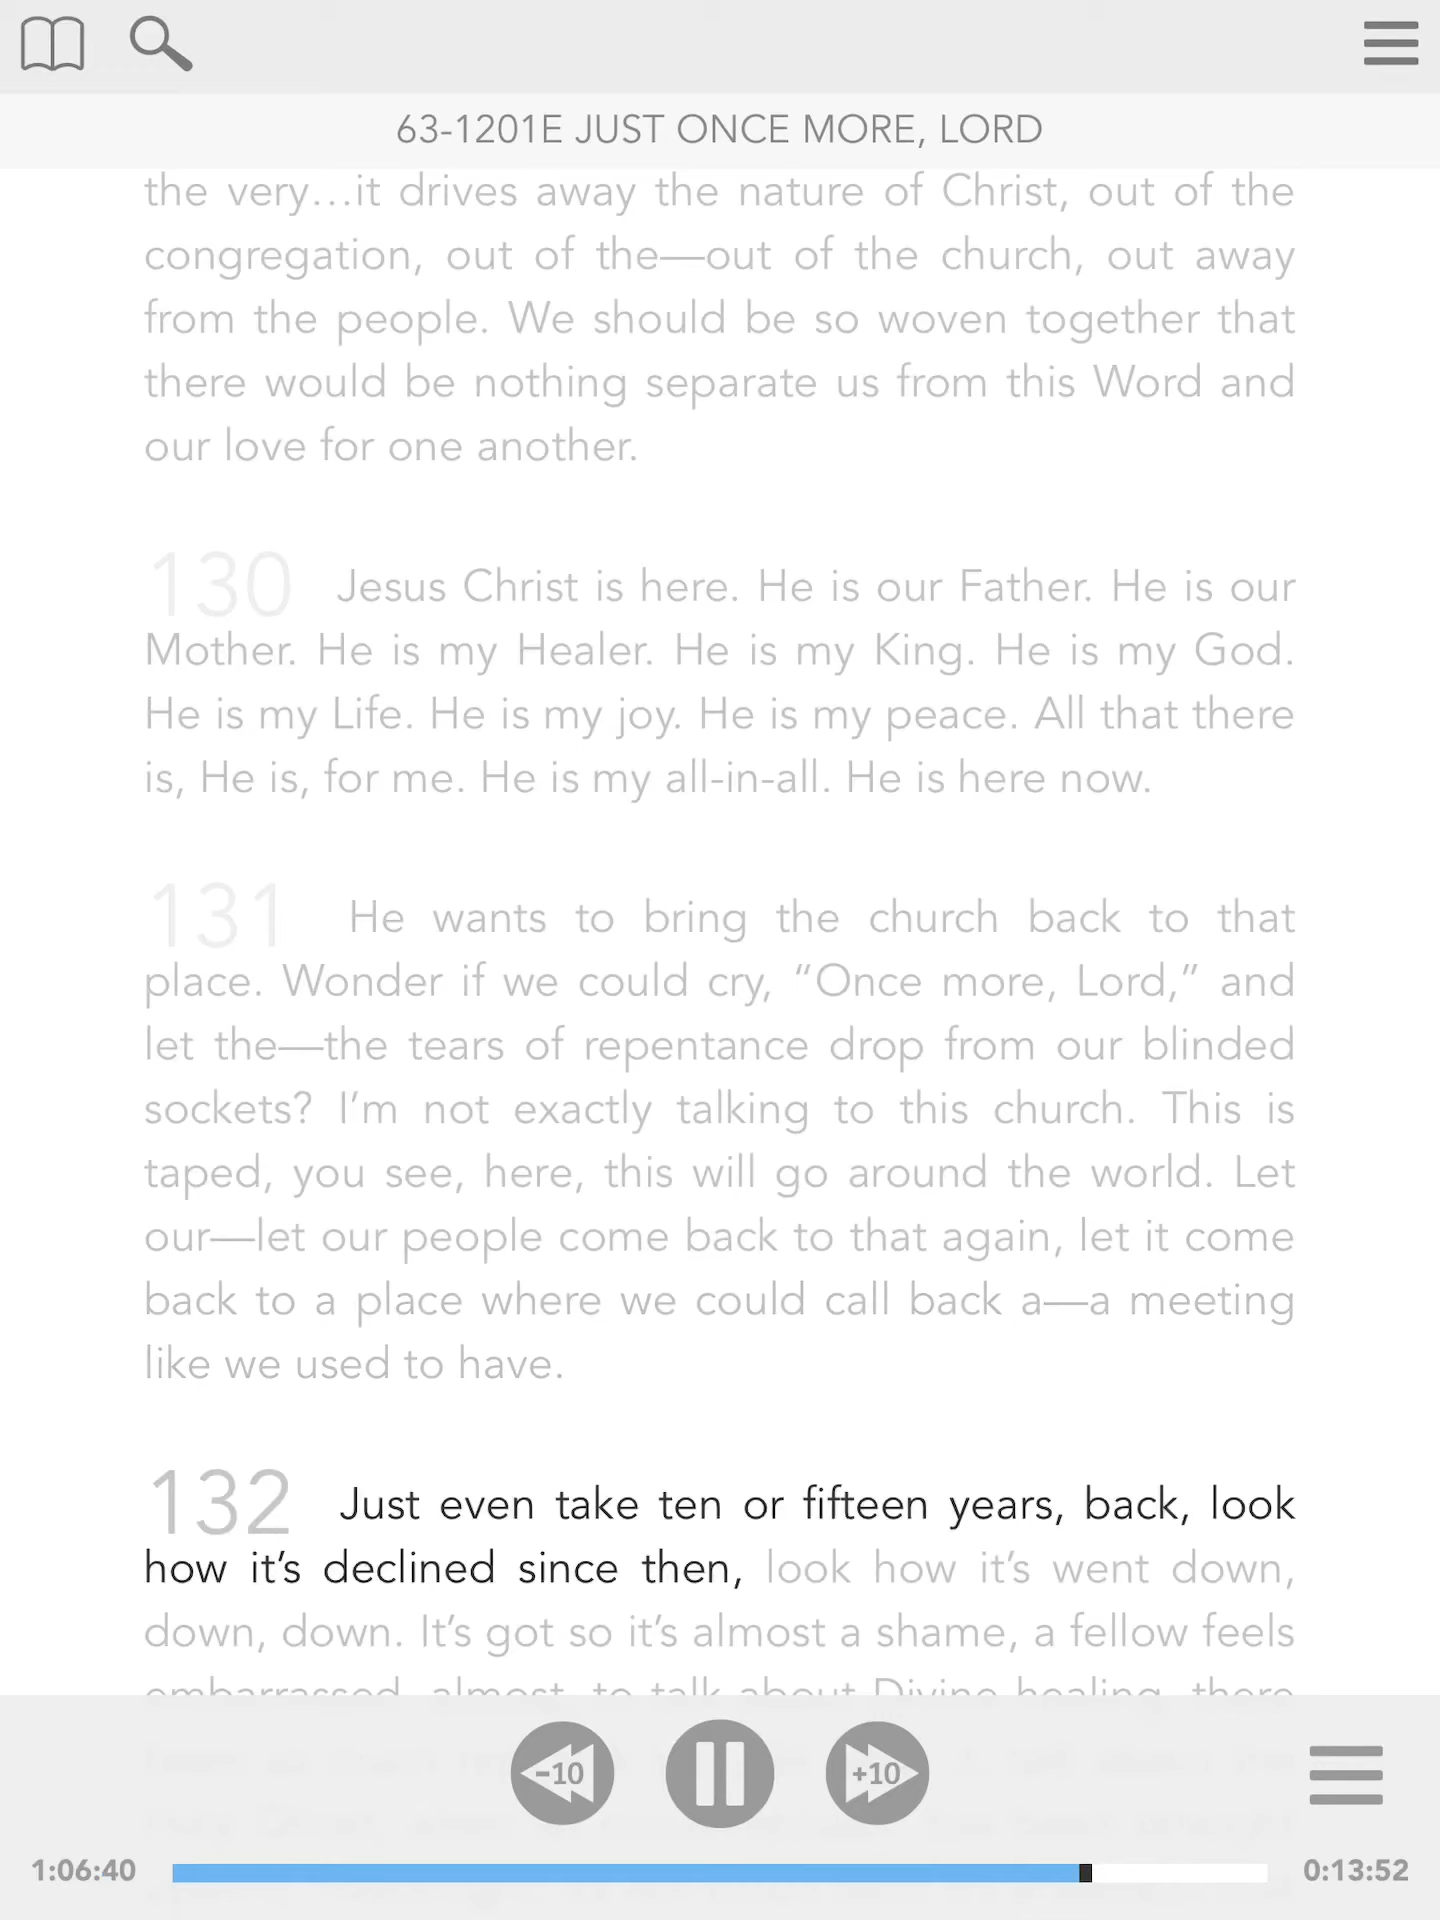 63-1201E JUST ONCE MORE, LORD
the very…it drives away the nature of Christ, out of the
congregation, out of the—out of the church, out away
from the people. We should be so woven together that
there would be nothing separate us from this Word and
our love for one another.
130 Jesus Christ is here. He is our Father. He is our
Mother. He is my Healer. He is my King. He is my God.
He is my Life. He is my joy. He is my peace. All that there
is, He is, for me. He is my all-in-all. He is here now.
131 He wants to bring the church back to that
place. Wonder if we could cry, “Once more, Lord,” and
let the—the tears of repentance drop from our blinded
sockets? I’m not exactly talking to this church. This is
taped, you see, here, this will go around the world. Let
our—let our people come back to that again, let it come
back to a place where we could call back a—a meeting
like we used to have.
132 Just even take ten or fifteen years, back, look
how it’s declined since then, look how it’s went down,
down, down. It’s got so it’s almost a shame, a fellow feels
embarrassed, almost, to talk about Divine healing, there
-10 +10
1:06:40 0:13:52